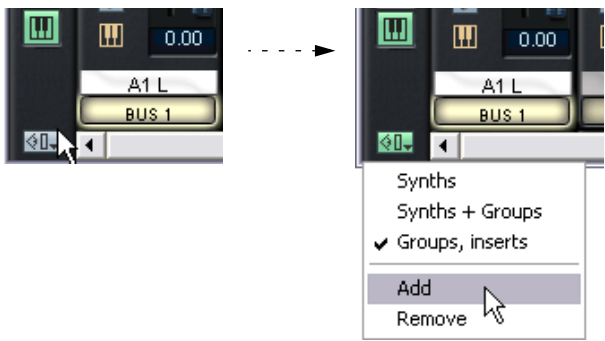 0.00
A1 L
BUS 1
0.00
A1 L
BUS 1
Synths
Synths + Groups
Groups, inserts
Add
Remove